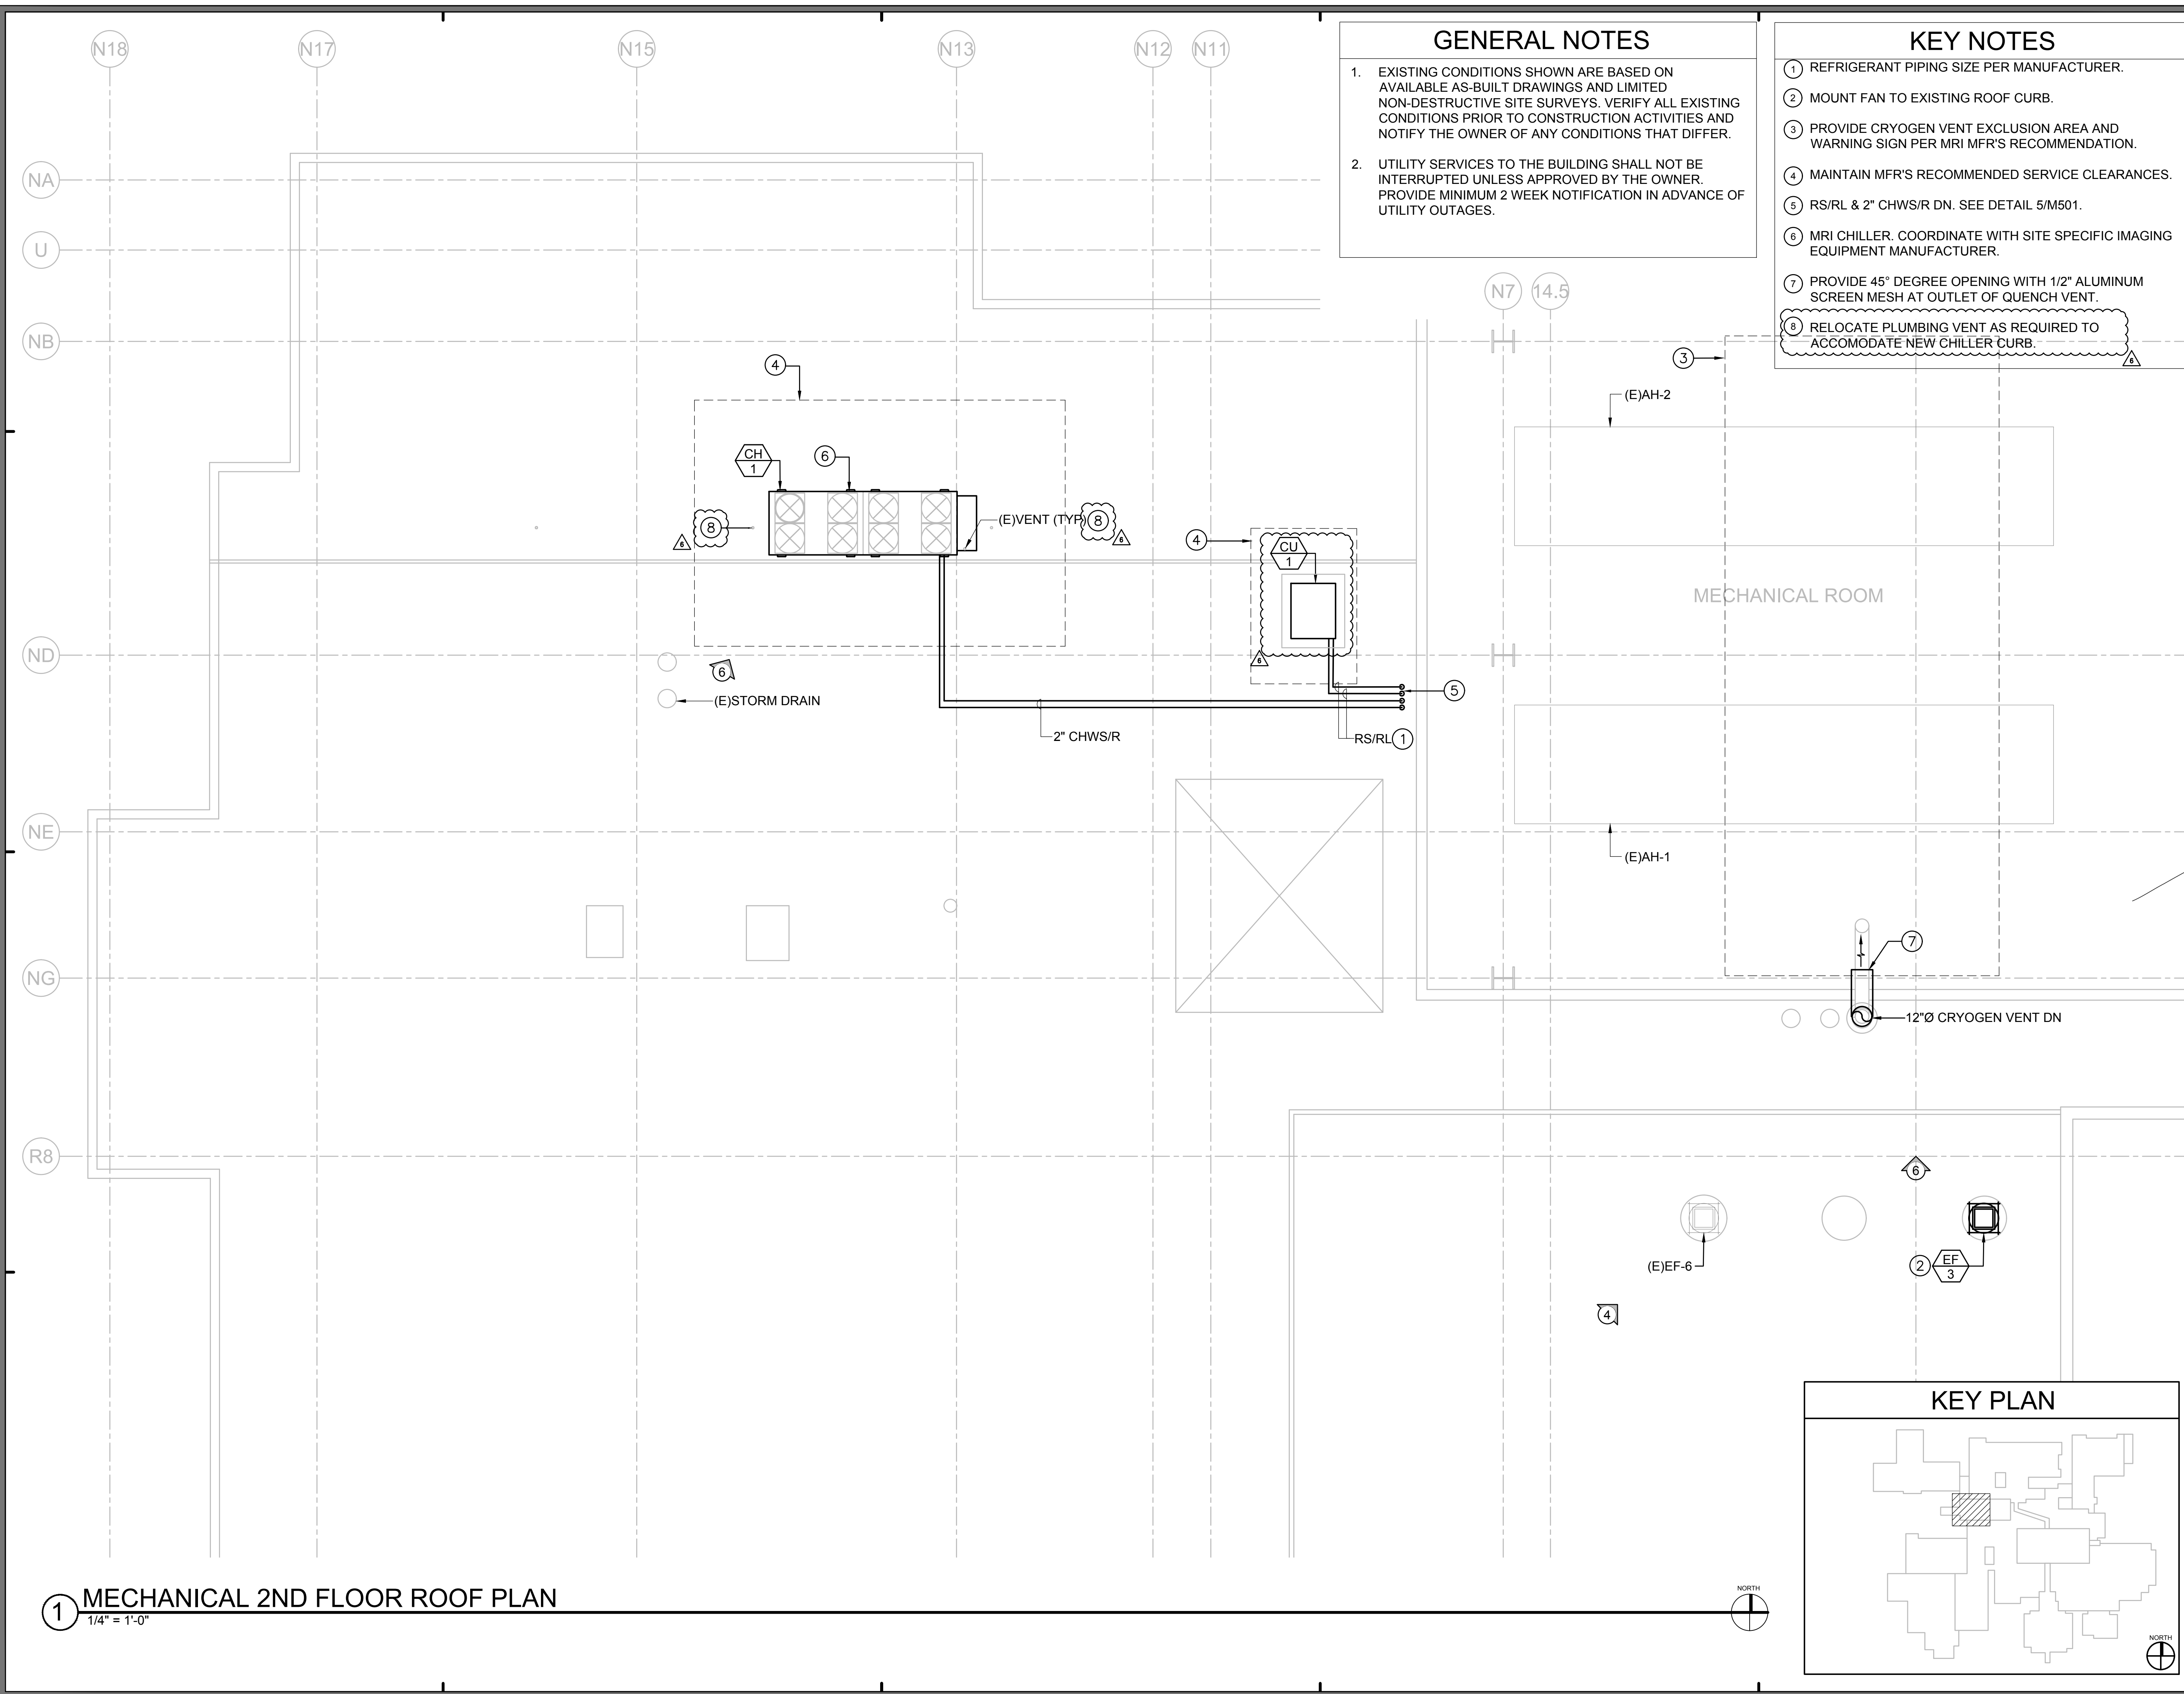 N18
N17
N15
N13
N12
N11
GENERAL NOTES
1. EXISTING CONDITIONS SHOWN ARE BASED ON
AVAILABLE AS-BUILT DRAWINGS AND LIMITED
NON-DESTRUCTIVE SITE SURVEYS. VERIFY ALL EXISTING
CONDITIONS PRIOR TO CONSTRUCTION ACTIVITIES AND
NOTIFY THE OWNER OF ANY CONDITIONS THAT DIFFER.
2. UTILITY SERVICES TO THE BUILDING SHALL NOT BE
INTERRUPTED UNLESS APPROVED BY THE OWNER.
PROVIDE MINIMUM 2 WEEK NOTIFICATION IN ADVANCE OF
UTILITY OUTAGES.
KEY NOTES
1 REFRIGERANT PIPING SIZE PER MANUFACTURER.
2 MOUNT FAN TO EXISTING ROOF CURB.
3 PROVIDE CRYOGEN VENT EXCLUSION AREA AND
WARNING SIGN PER MRI MFR'S RECOMMENDATION.
4 MAINTAIN MFR'S RECOMMENDED SERVICE CLEARANCES.
5 RS/RL & 2" CHWS/R DN. SEE DETAIL 5/M501.
6 MRI CHILLER. COORDINATE WITH SITE SPECIFIC IMAGING
EQUIPMENT MANUFACTURER.
7 PROVIDE 45° DEGREE OPENING WITH 1/2" ALUMINUM
SCREEN MESH AT OUTLET OF QUENCH VENT.
8 RELOCATE PLUMBING VENT AS REQUIRED TO
ACCOMODATE NEW CHILLER CURB.
6
NA
U
N7
14.5
NB
3
4
(E)AH-2
CH
1
6
8
6
(E)VENT (TYP)
8
6
4
CU
1
6
MECHANICAL ROOM
ND
6
(E)STORM DRAIN
5
2" CHWS/R
RS/RL
1
NE
(E)AH-1
7
NG
12"Ø CRYOGEN VENT DN
R8
6
(E)EF-6
2
EF
3
4
KEY PLAN
NORTH
1
MECHANICAL 2ND FLOOR ROOF PLAN
1/4" = 1'-0"
NORTH